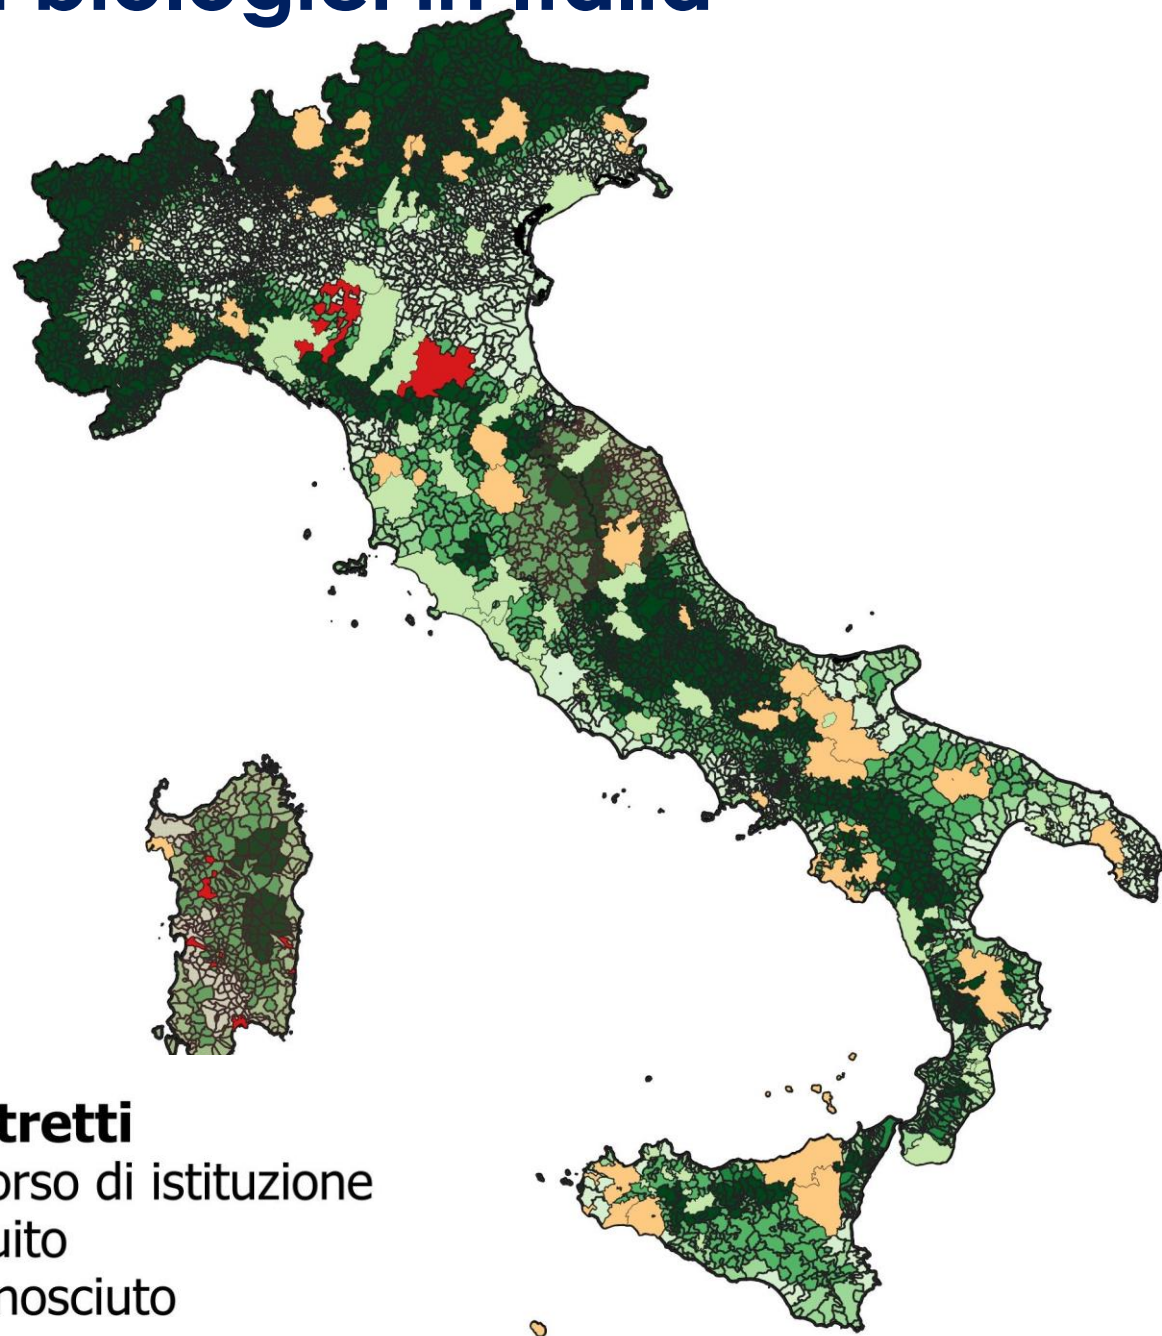 i biologici in Italia
tretti
orso di istituzione
uito
nosciuto